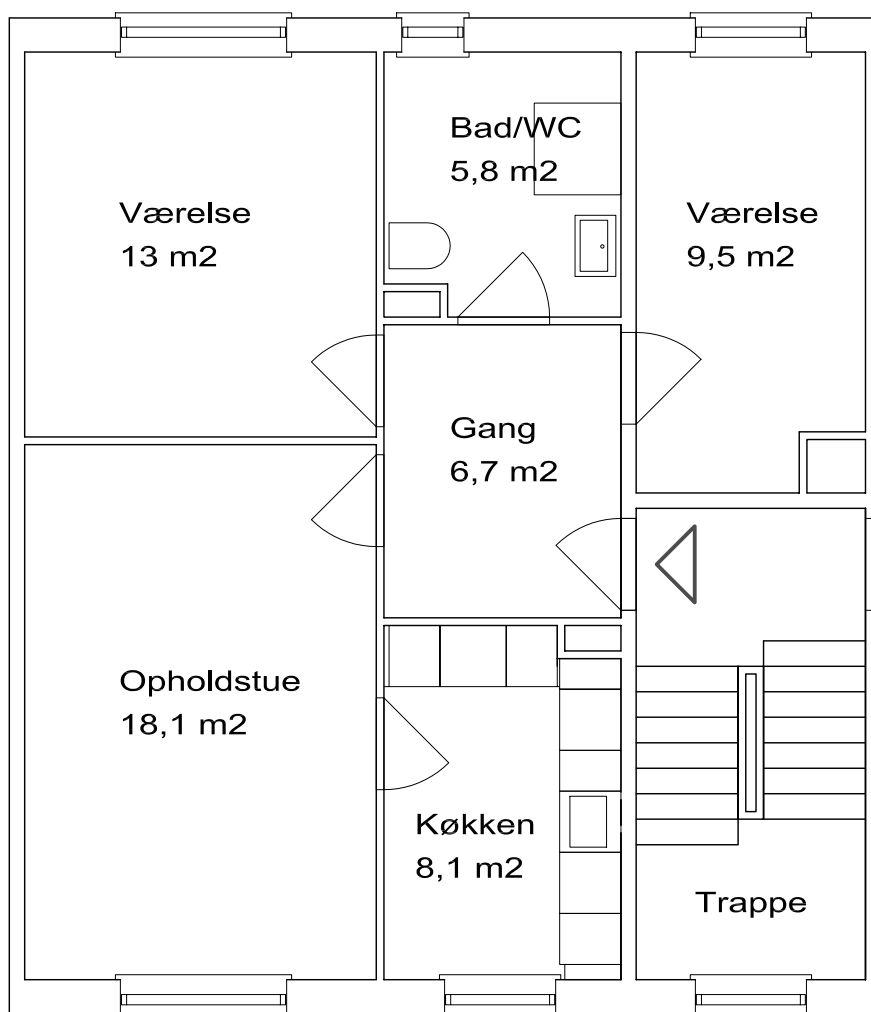 Bad/WC
5,8 m2
Værelse
13 m2
Værelse
9,5 m2
Gang
6,7 m2
Opholdstue
18,1 m2
Køkken
8,1 m2
Trappe